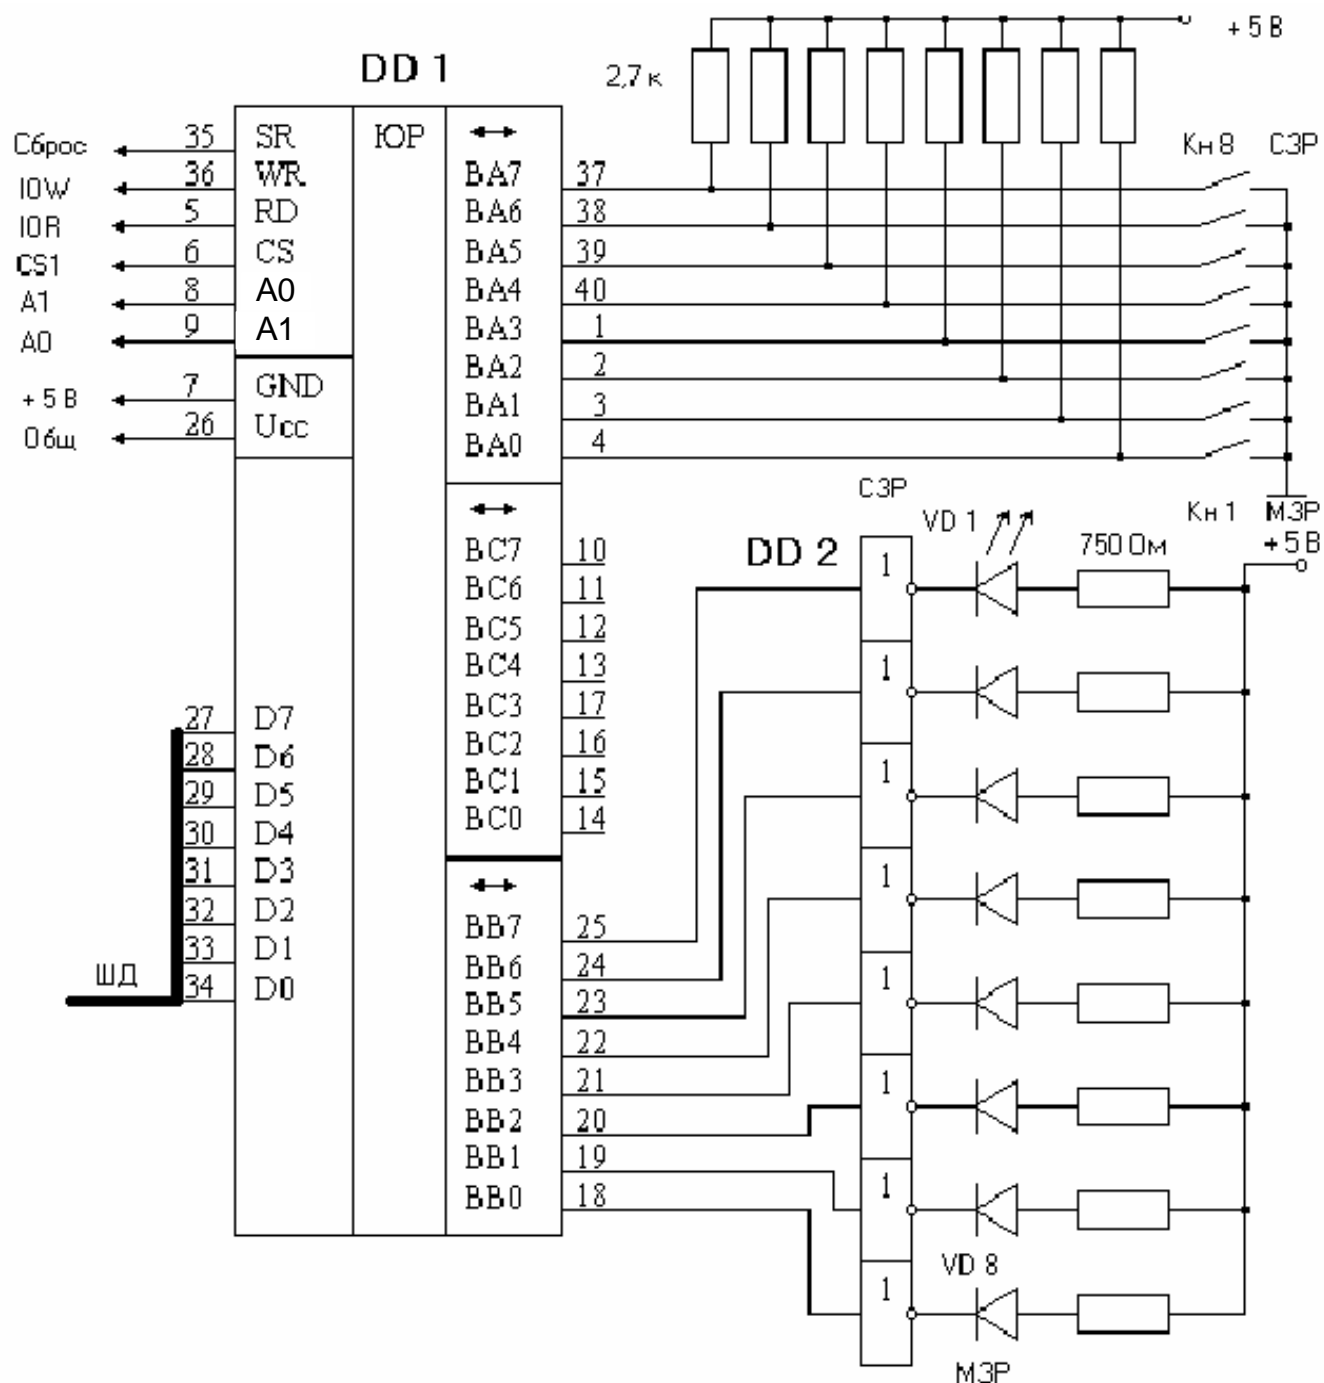 + 5 В
DD 1
2,7 к
Сброс 35 SR ЮР ↔
Кн 8 СЗР
IOW 36 WR BA7 37
IOR 5 RD BA6 38
CS1 6 CS BA5 39
A1 8 A0 BA4 40
A0 9 A1 BA3 1
+ 5 В 7 GND BA2 2
BA1 3
Общ 26 Ucc BA0 4
СЗР
↔
VD 1
Кн 1 МЗР
DD 2
750 Ом + 5 В
BC7 10
1
BC6 11
BC5 12
BC4 13
1
BC3 17
27 D7
BC2 16
28 D6
BC1 15
1
29 D5
BC0 14
30 D4
31 D3
↔
1
32 D2
BB7 25
33 D1
BB6 24
ШД
34 D0
BB5 23
1
BB4 22
BB3 21
1
BB2 20
BB1 19
1
BB0 18
VD 8
1
МЗР